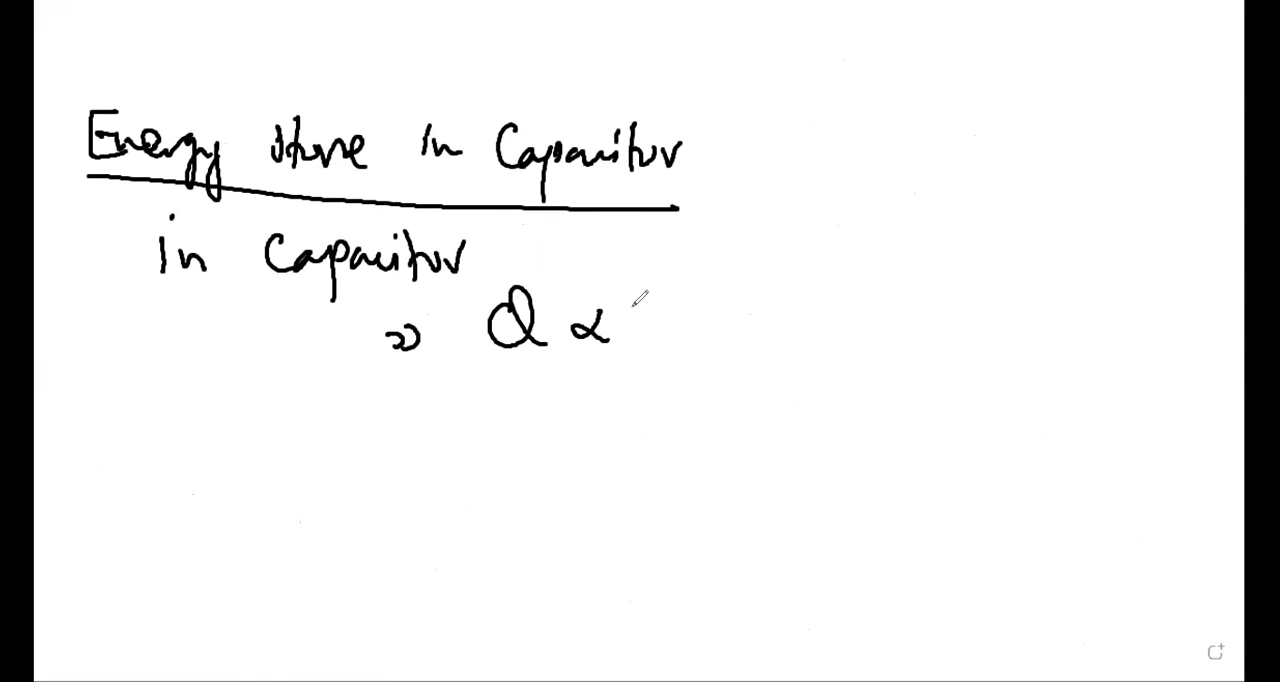 Energy store in Capacitor
in Capacitor
» Q ∝